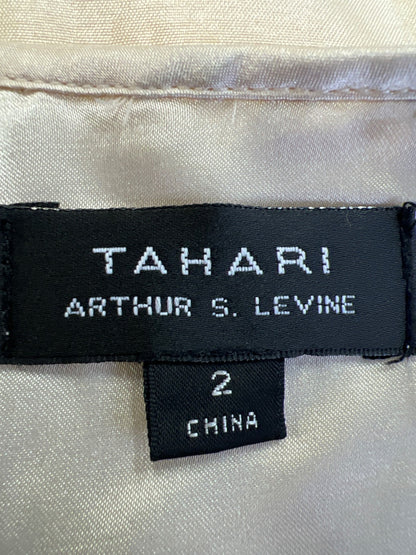 TAHARI
ARTHUR S. LEVINE
2
CHINA